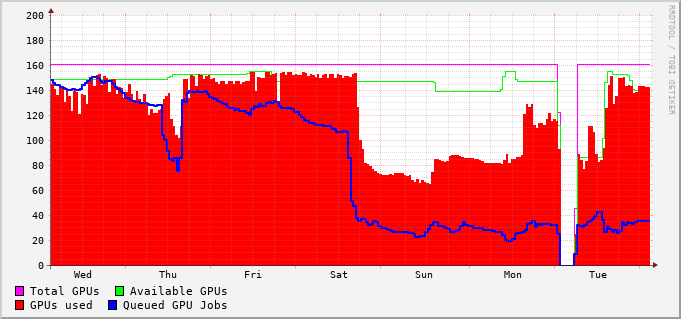 200
180
160
140
120
100
80
60
40
20
0
Wed Thu Fri Sat Sun Mon Tue
Total GPUs Available GPUs
GPUs used Queued GPU Jobs
RRDTOOL / TOBI OETIKER